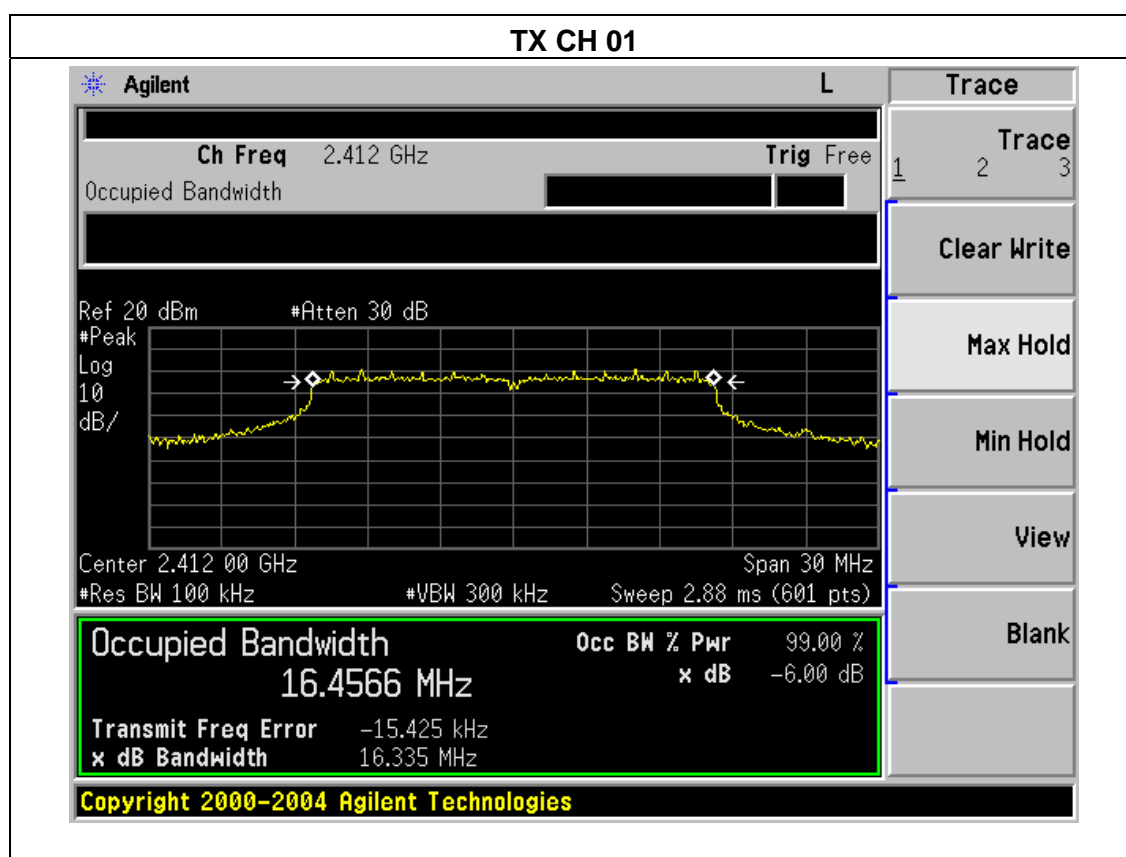 TX CH 01
Agilent L Trace
Ch Freq 2.412 GHz Trig Free
Occupied Bandwidth
Trace
1 2 3
Clear Write
Ref 20 dBm #Atten 30 dB
#Peak
Log
10
dB/
Max Hold
Min Hold
View
Center 2.412 00 GHz Span 30 MHz
#Res BW 100 kHz #VBW 300 kHz Sweep 2.88 ms (601 pts)
Occupied Bandwidth Occ BW % Pwr 99.00 %
16.4566 MHz x dB -6.00 dB
Blank
Transmit Freq Error -15.425 kHz
x dB Bandwidth 16.335 MHz
Copyright 2000-2004 Agilent Technologies